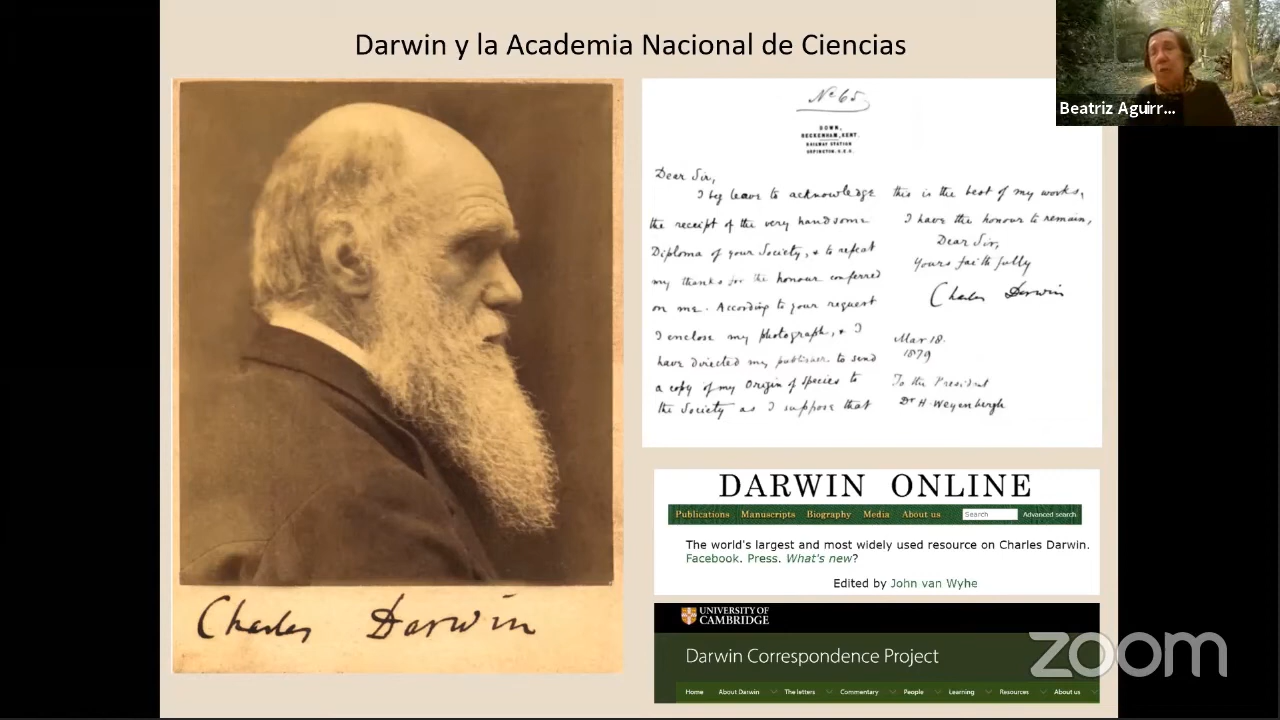 Darwin y la Academia Nacional de Ciencias
Beatriz Aguirr...
No 65
DOWN,
BECKENHAM, KENT.
RAILWAY STATION
ORPINGTON. S.E.R.
Dear Sir,
I beg leave to acknowledge
the receipt of the very handsome
Diploma of your Society, & to repeat
my thanks for the honour conferred
on me. According to your request
I enclose my photograph, & I
have directed my publisher to send
a copy of my Origin of Species to
the Society as I suppose that
this is the best of my works,
I have the honour to remain,
Dear Sir,
Yours faithfully
Charles Darwin
Mar 18.
1879
To the President
Dr H. Weyenbergh
Charles Darwin
DARWIN ONLINE
Publications Manuscripts Biography Media About us Search Advanced search
The world's largest and most widely used resource on Charles Darwin.
Facebook. Press. What's new?
Edited by John van Wyhe
UNIVERSITY OF
CAMBRIDGE
Darwin Correspondence Project
Home About Darwin The letters Commentary People Learning Resources About us
zoom